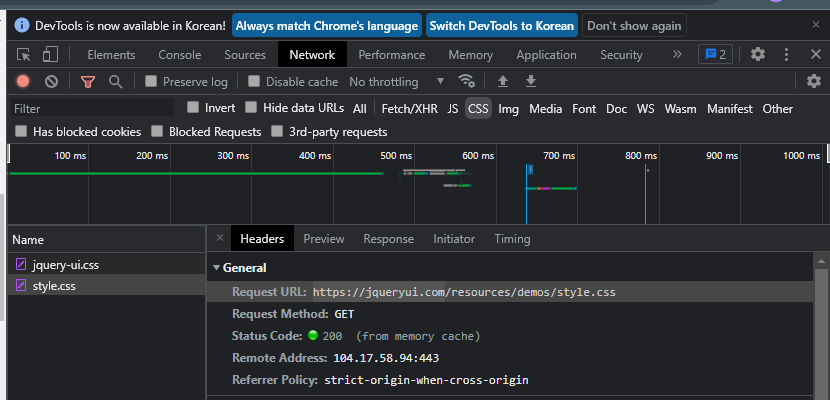 DevTools is now available in Korean! Always match Chrome's language Switch DevTools to Korean Don't show again
Elements Console Sources Network Performance Memory Application Security » 2
Preserve log Disable cache No throttling
Filter Invert Hide data URLs All Fetch/XHR JS CSS Img Media Font Doc WS Wasm Manifest Other
Has blocked cookies Blocked Requests 3rd-party requests
100 ms 200 ms 300 ms 400 ms 500 ms 600 ms 700 ms 800 ms 900 ms 1000 ms
Name × Headers Preview Response Initiator Timing
jquery-ui.css
style.css
General
Request URL: https://jqueryui.com/resources/demos/style.css
Request Method: GET
Status Code: 200 (from memory cache)
Remote Address: 104.17.58.94:443
Referrer Policy: strict-origin-when-cross-origin